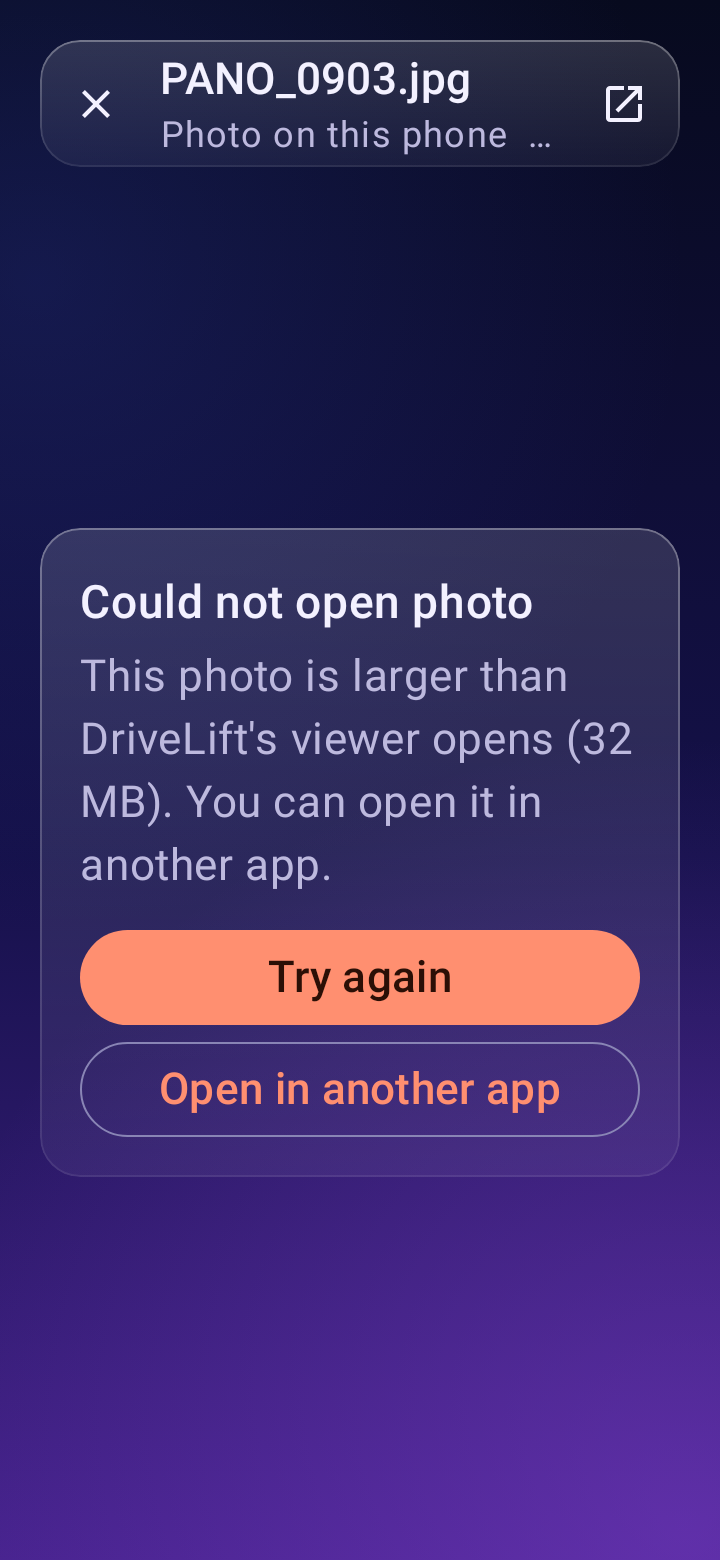 PANO_0903.jpg
Photo on this phone …
Could not open photo
This photo is larger than
DriveLift's viewer opens (32
MB). You can open it in
another app.
Try again
Open in another app